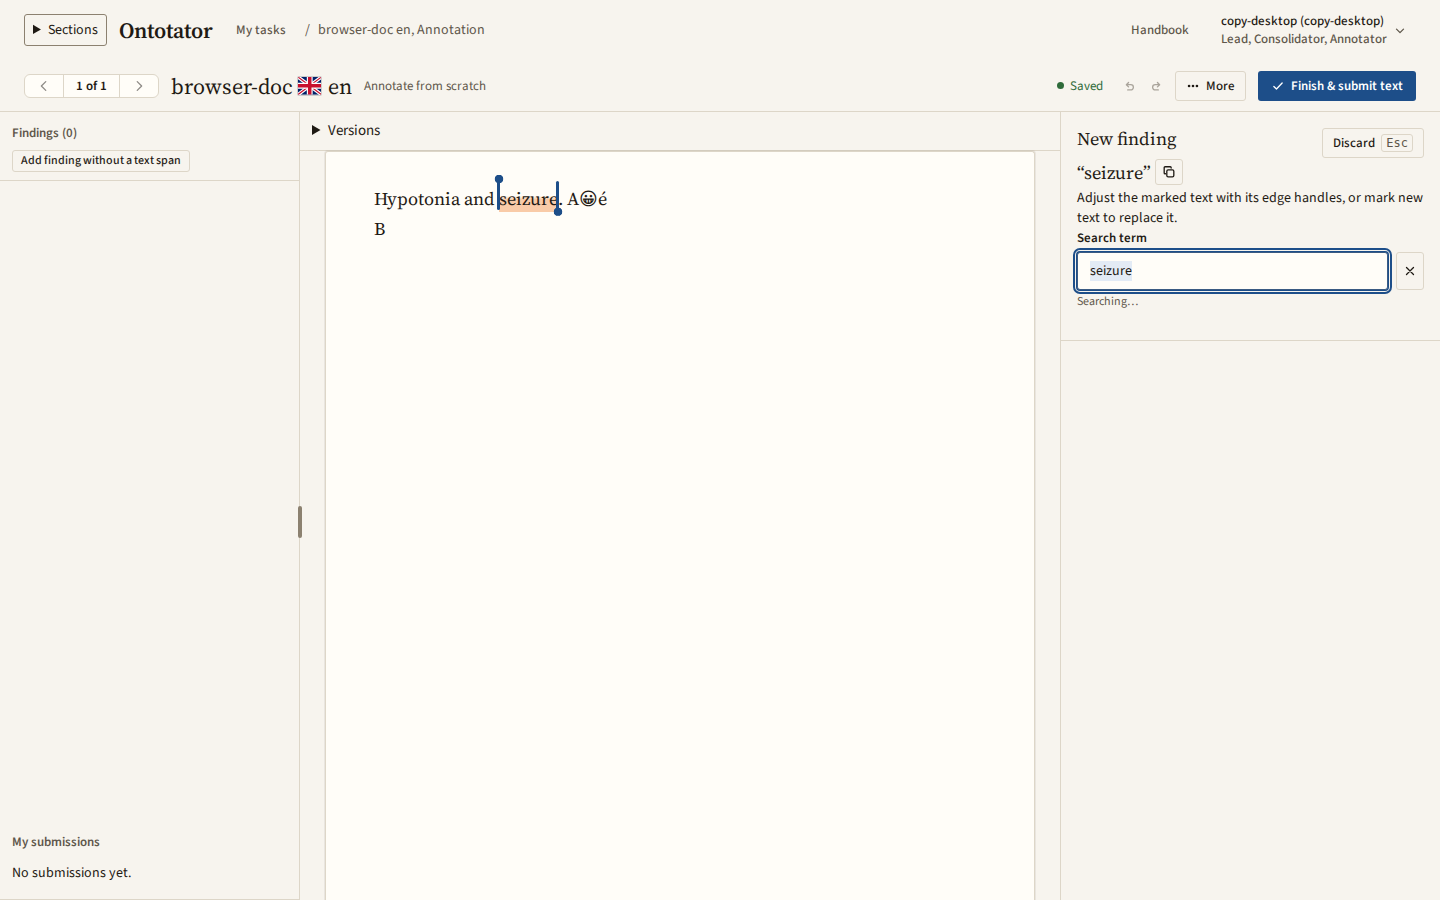 Sections
Ontotator
My tasks
/ browser-doc en, Annotation
Handbook
copy-desktop (copy-desktop)
Lead, Consolidator, Annotator
1 of 1
browser-doc 🇬🇧 en
Annotate from scratch
Saved
More
Finish & submit text
Findings (0)
Add finding without a text span
My submissions
No submissions yet.
Versions
Hypotonia and seizure. A😀é
B
New finding
Discard Esc
“seizure”
Adjust the marked text with its edge handles, or mark new
text to replace it.
Search term
seizure
Searching…